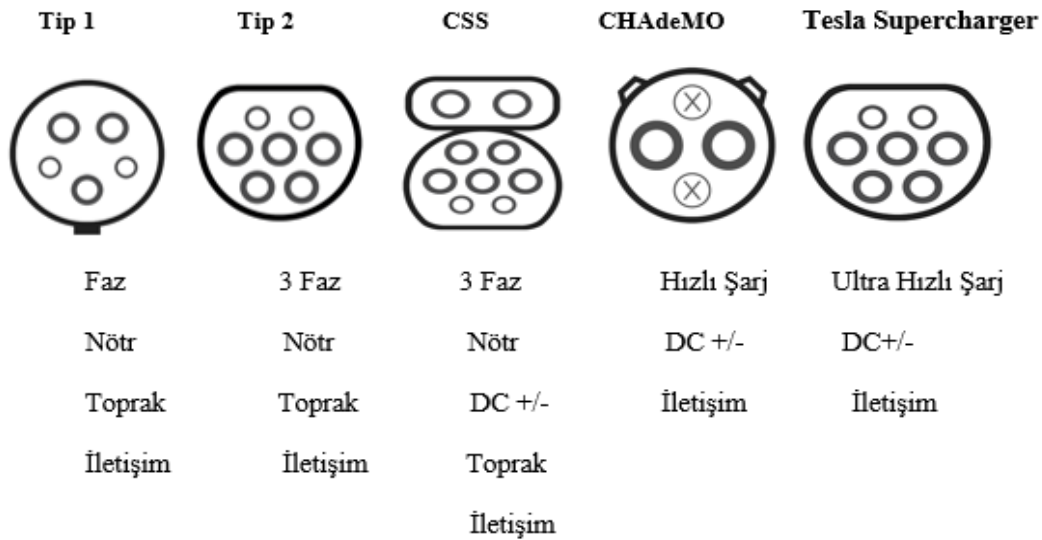 Tip 1 Tip 2 CSS CHAdeMO Tesla Supercharger
Faz 3 Faz 3 Faz Hızlı Şarj Ultra Hızlı Şarj
Nötr Nötr Nötr DC +/- DC+/-
Toprak Toprak DC +/- İletişim İletişim
İletişim İletişim Toprak
İletişim